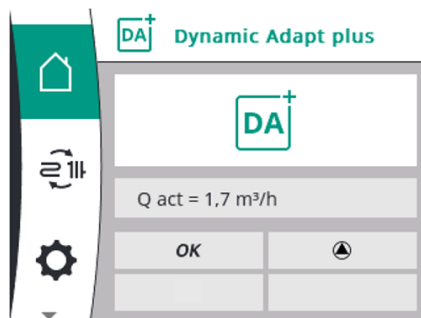 DA+ Dynamic Adapt plus
DA+
Q act = 1,7 m³/h
OK